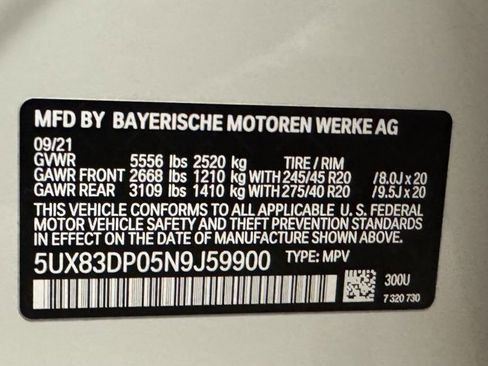 MFD BY BAYERISCHE MOTOREN WERKE AG
09/21
GVWR 5556 lbs 2520 kg TIRE / RIM
GAWR FRONT 2668 lbs 1210 kg WITH 245/45 R20 /8.0J x 20
GAWR REAR 3109 lbs 1410 kg WITH 275/40 R20 /9.5J x 20
THIS VEHICLE CONFORMS TO ALL APPLICABLE U. S. FEDERAL
MOTOR VEHICLE SAFETY AND THEFT PREVENTION STANDARDS
IN EFFECT ON THE DATE OF MANUFACTURE SHOWN ABOVE.
5UX83DP05N9J59900 TYPE: MPV
300U
7 320 730